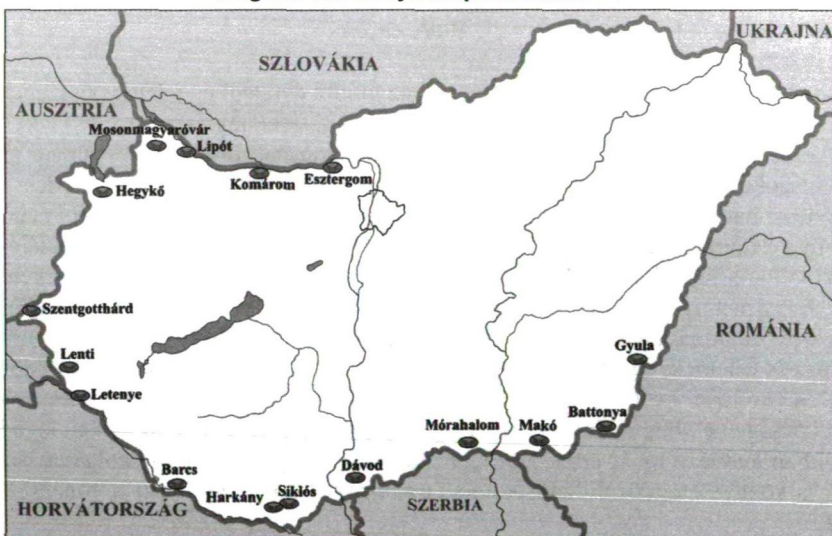 UKRAJNA
SZLOVÁKIA
AUSZTRIA
Mosonmagyaróvár
Lipót
Komárom
Esztergom
Hegykő
Szentgotthárd
ROMÁNIA
Gyula
Lenti
Letenye
Battonya
Mórahalom
Makó
Barcs
Dávod
Harkány
Siklós
HORVÁTORSZÁG
SZERBIA